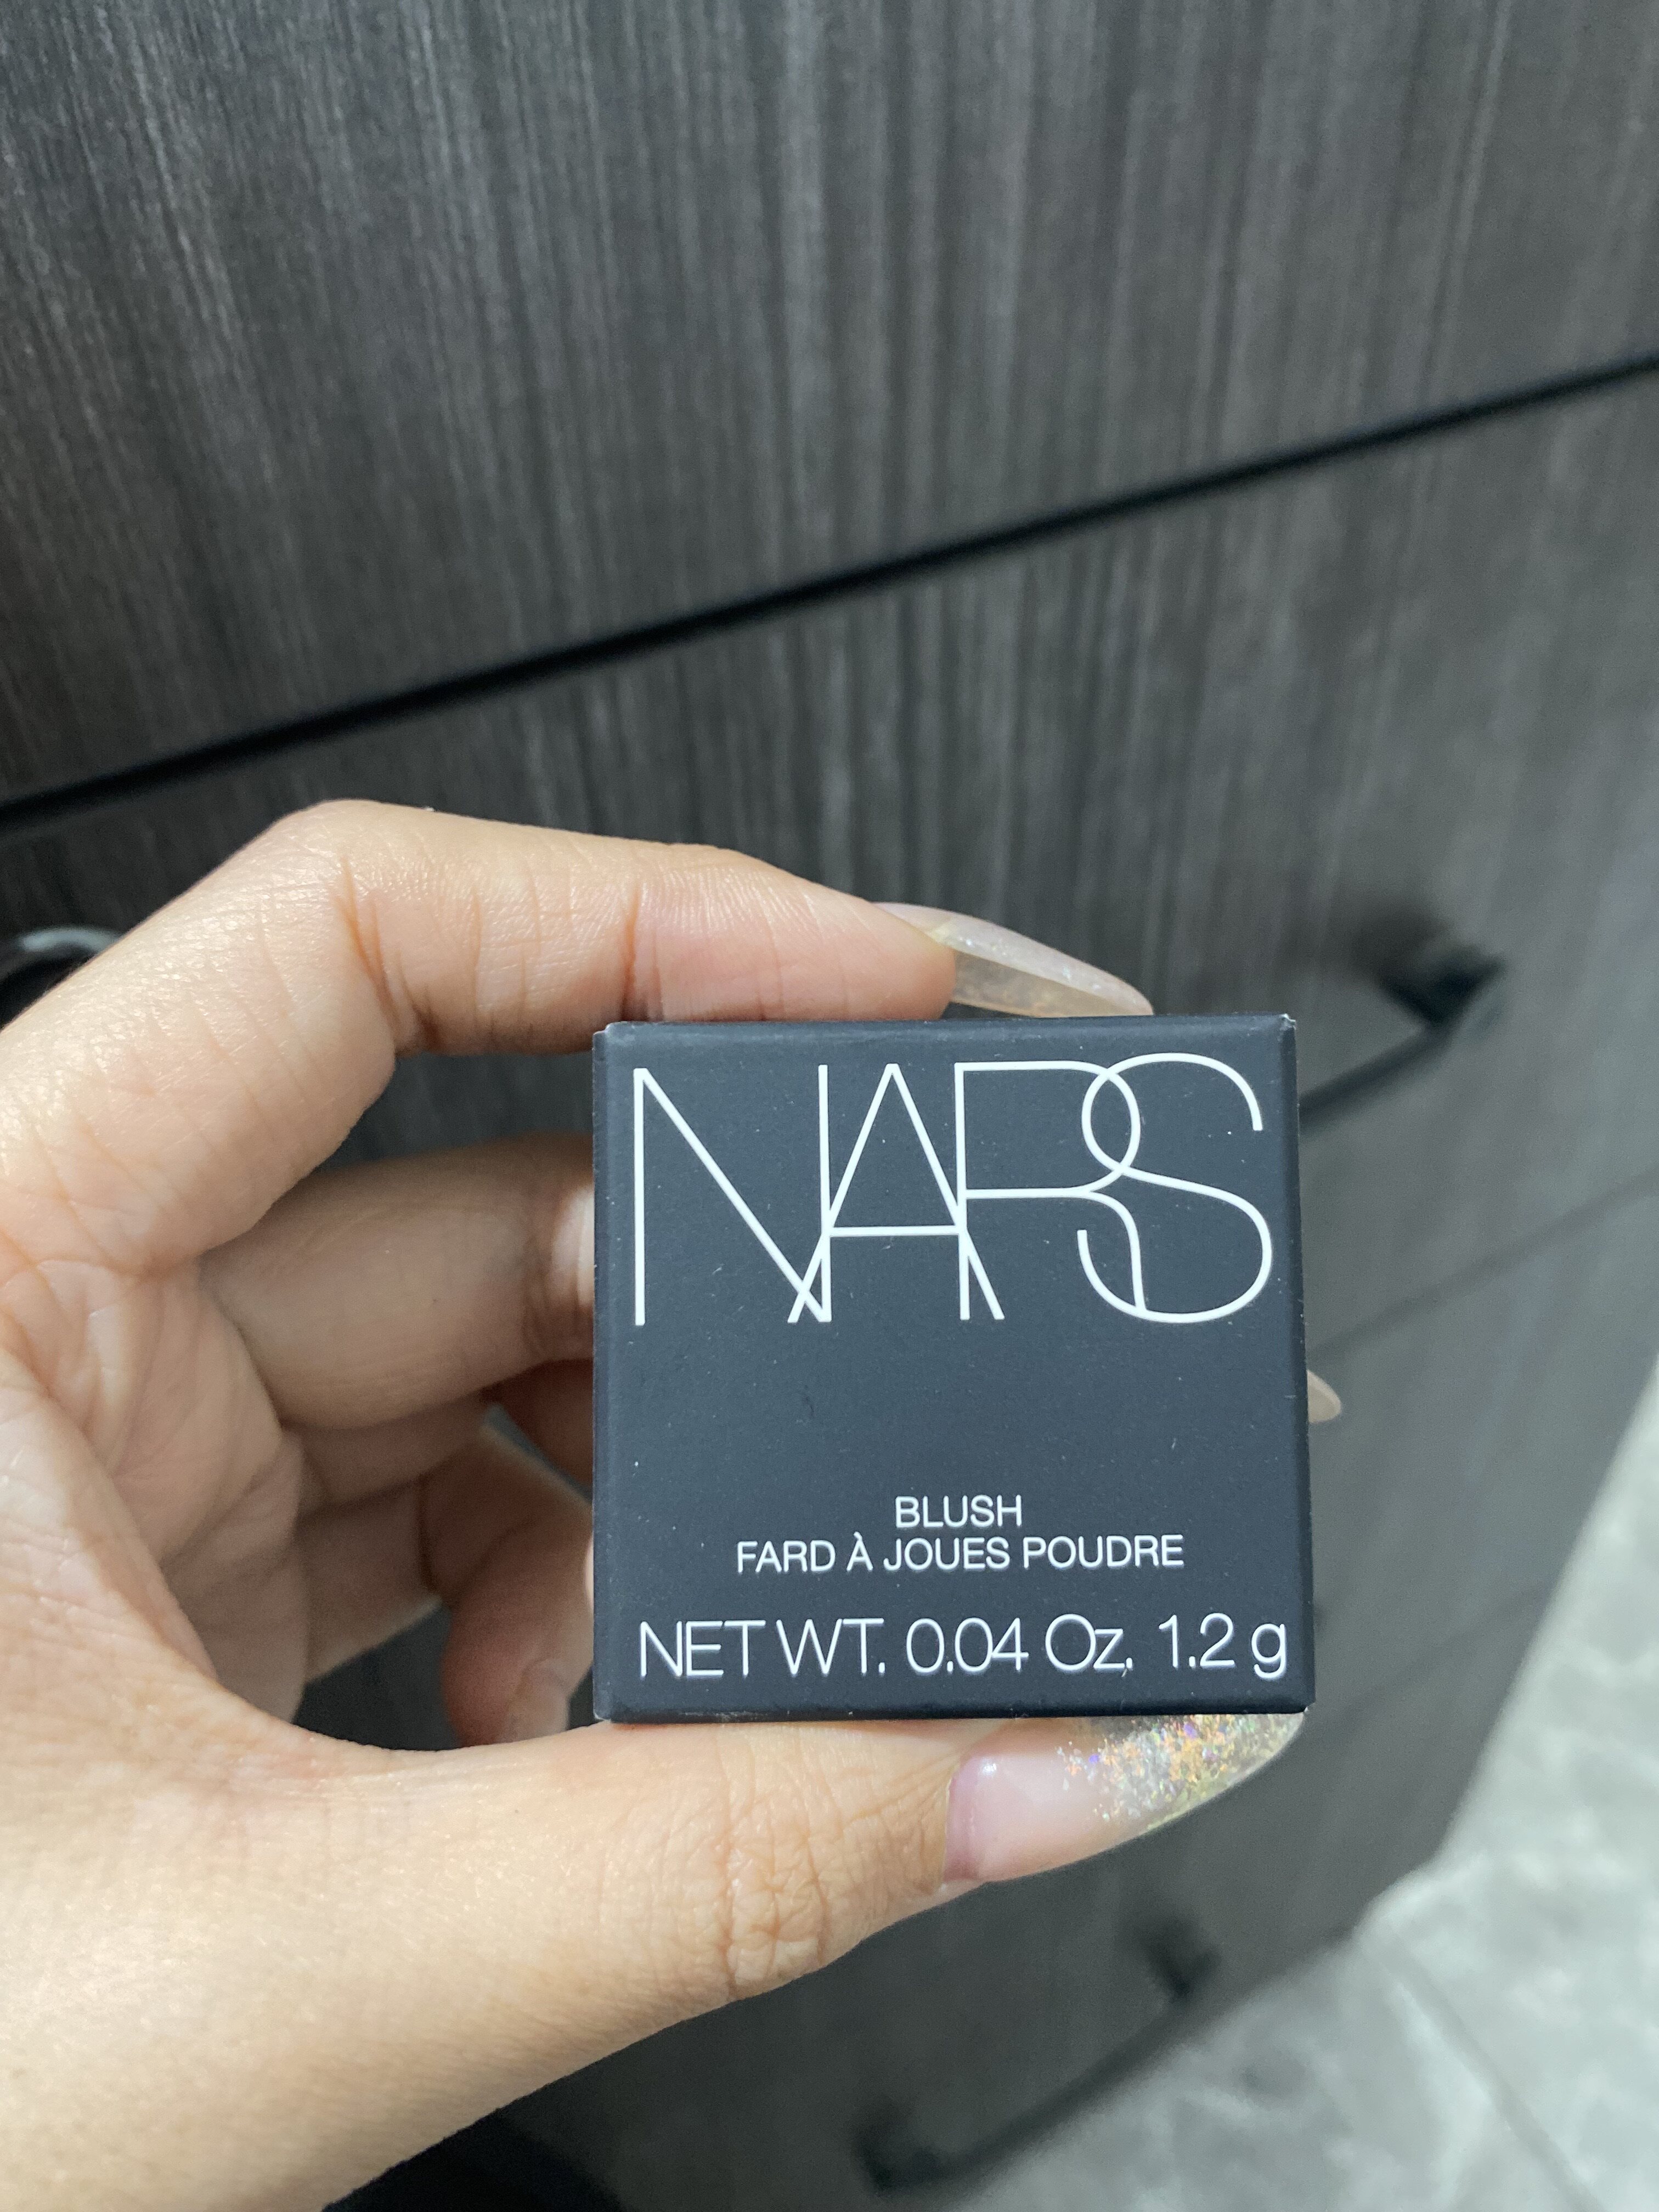 NARS
BLUSH
FARD À JOUES POUDRE
NET WT. 0.04 Oz. 1.2 g